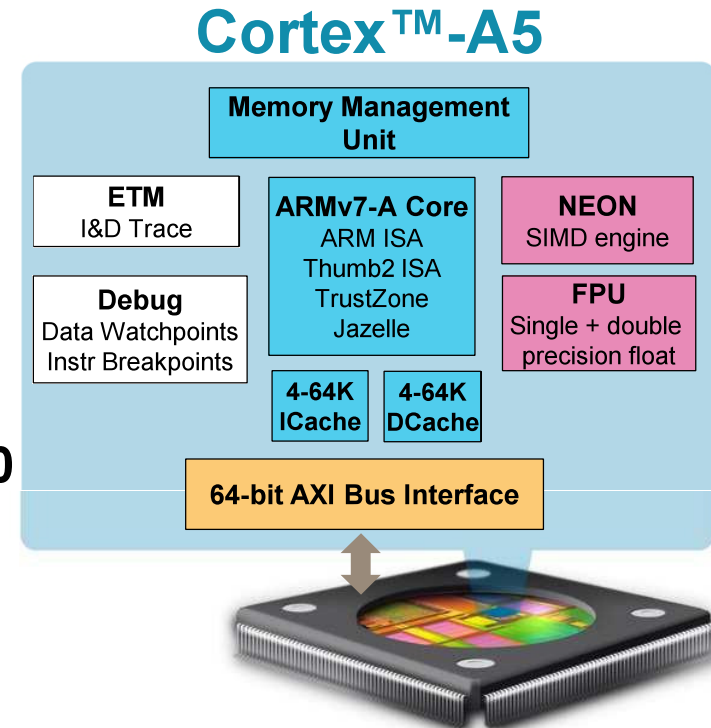 Cortex™-A5
Memory Management
Unit
ETM
I&D Trace
ARMv7-A Core
ARM ISA
Thumb2 ISA
TrustZone
Jazelle
NEON
SIMD engine
Debug
Data Watchpoints
Instr Breakpoints
FPU
Single + double
precision float
4-64K
ICache
4-64K
DCache
0
64-bit AXI Bus Interface